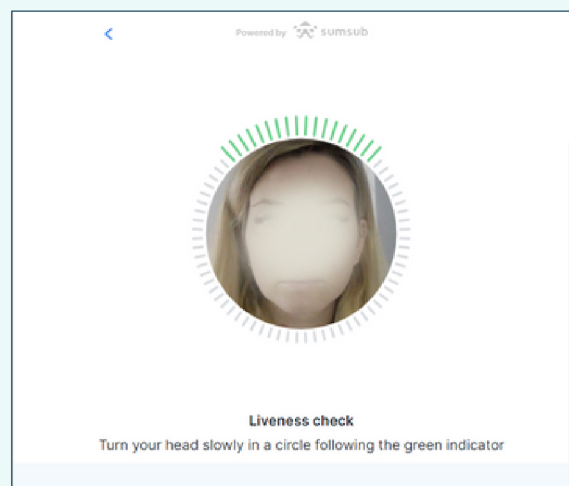 Powered by sumsub
Liveness check
Turn your head slowly in a circle following the green indicator